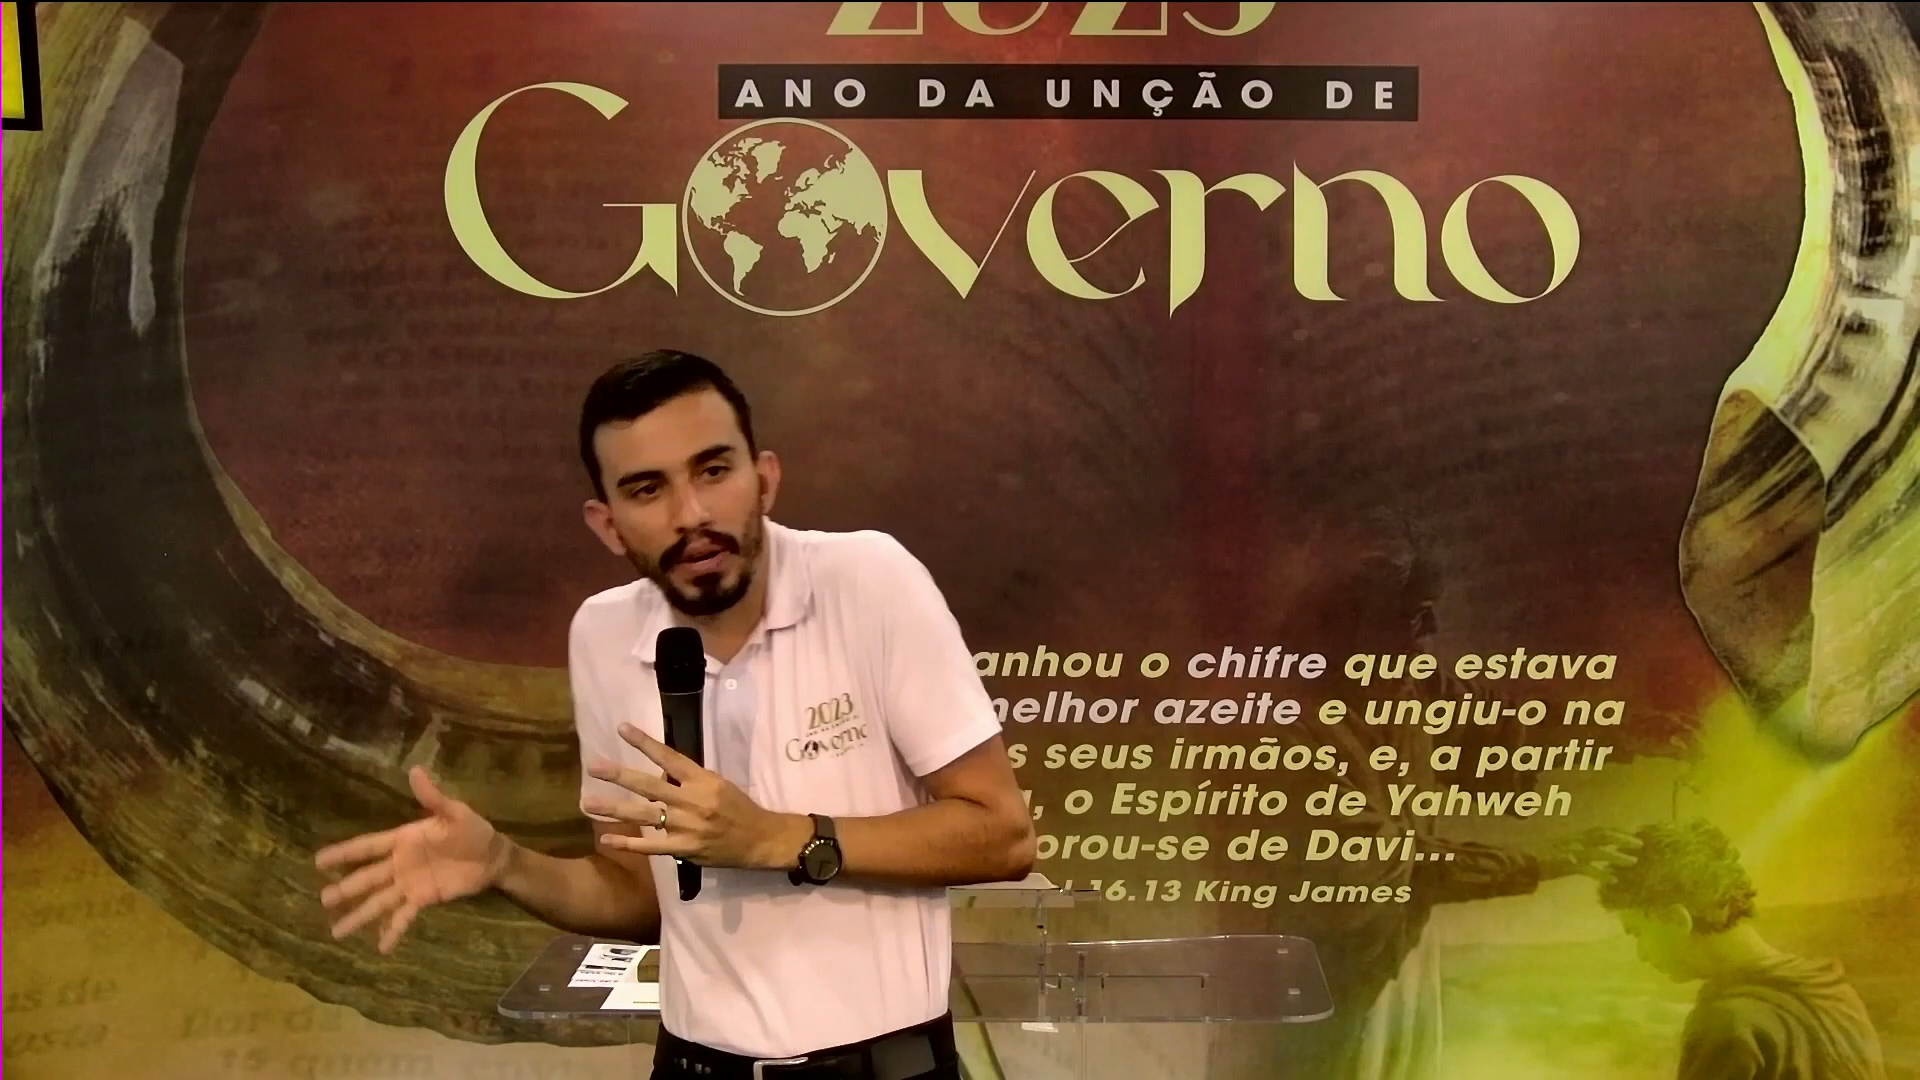 2023
ANO DA UNÇÃO DE
Governo
anhou o chifre que estava
melhor azeite e ungiu-o na
s seus irmãos, e, a partir
, o Espírito de Yahweh
orou-se de Davi...
16.13 King James
2023
Governo